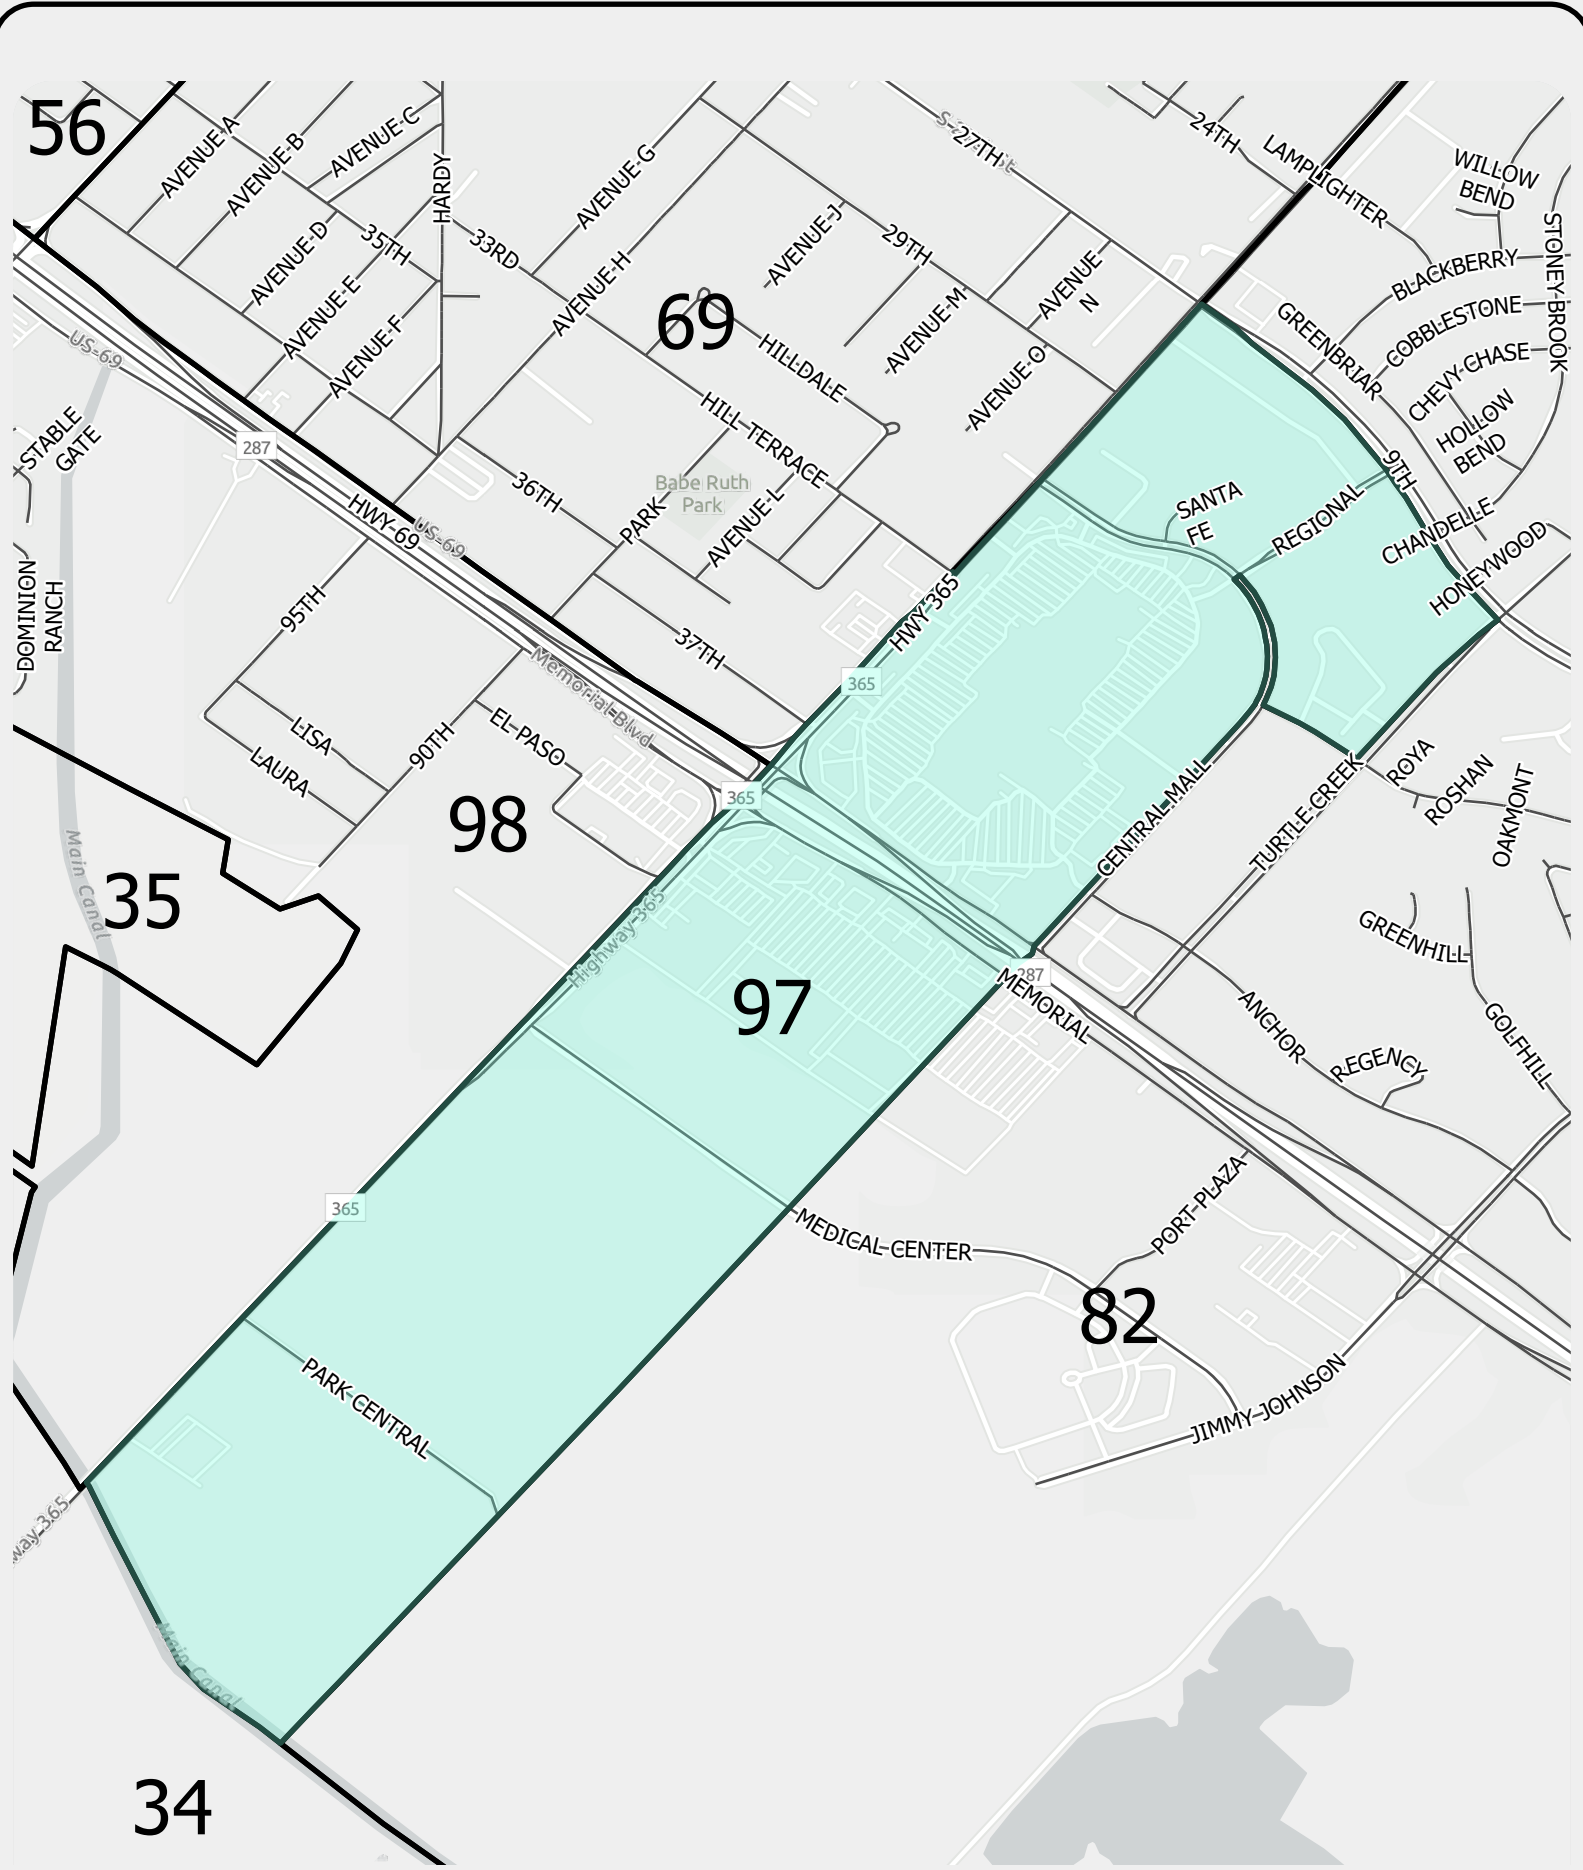 56
AVENUE-A
AVENUE-B
AVENUE-C
AVENUE-D
AVENUE-E
AVENUE-F
HARDY
35TH
33RD
AVENUE-G
AVENUE-H
AVENUE-J
27TH
29TH
AVENUE-M
AVENUE
N
AVENUE-O
24TH
LAMPLIGHTER
WILLOW
BEND
STONEY-BROOK
BLACKBERRY
COBBLESTONE
CHEVY-CHASE
GREENBRIAR
HOLLOW
BEND
9TH
CHANDELLE
HONEYWOOD
69
HILLDALE
HILL-TERRACE
Babe Ruth
Park
36TH
PARK
AVENUE-L
37TH
US-69
287
HWY-69
US-69
STABLE
GATE
DOMINION
RANCH
95TH
LISA
LAURA
90TH
EL-PASO
Memorial-Blvd
SANTA
FE
REGIONAL
HWY-365
365
365
98
35
Main Canal
Highway-365
97
CENTRAL-MALL
TURTLE-CREEK
ROYA
ROSHAN
OAKMONT
GREENHILL
GOLFHILL
ANCHOR
REGENCY
287
MEMORIAL
365
MEDICAL-CENTER
PORT-PLAZA
82
JIMMY-JOHNSON
PARK-CENTRAL
way-365
Main Canal
34